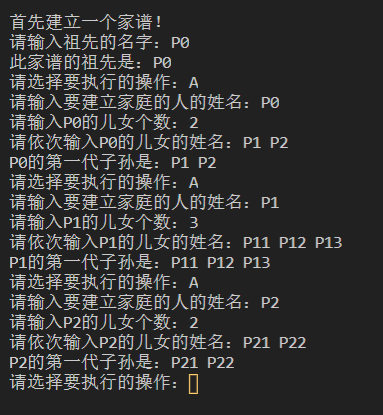 首先建立一个家谱!
请输入祖先的名字: P0
此家谱的祖先是: P0
请选择要执行的操作: A
请输入要建立家庭的人的姓名: P0
请输入P0的儿女个数: 2
请依次输入P0的儿女的姓名: P1 P2
P0的第一代子孙是: P1 P2
请选择要执行的操作: A
请输入要建立家庭的人的姓名: P1
请输入P1的儿女个数: 3
请依次输入P1的儿女的姓名: P11 P12 P13
P1的第一代子孙是: P11 P12 P13
请选择要执行的操作: A
请输入要建立家庭的人的姓名: P2
请输入P2的儿女个数: 2
请依次输入P2的儿女的姓名: P21 P22
P2的第一代子孙是: P21 P22
请选择要执行的操作: